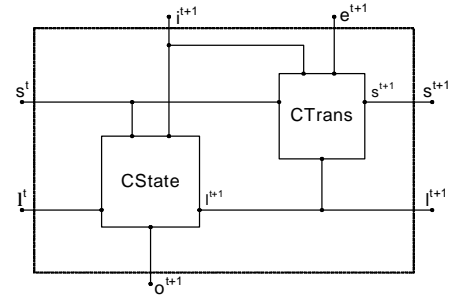 i^{t+1} e^{t+1}
s^t s^{t+1} s^{t+1}
CTrans
CState
l^t l^{t+1} l^{t+1}
o^{t+1}